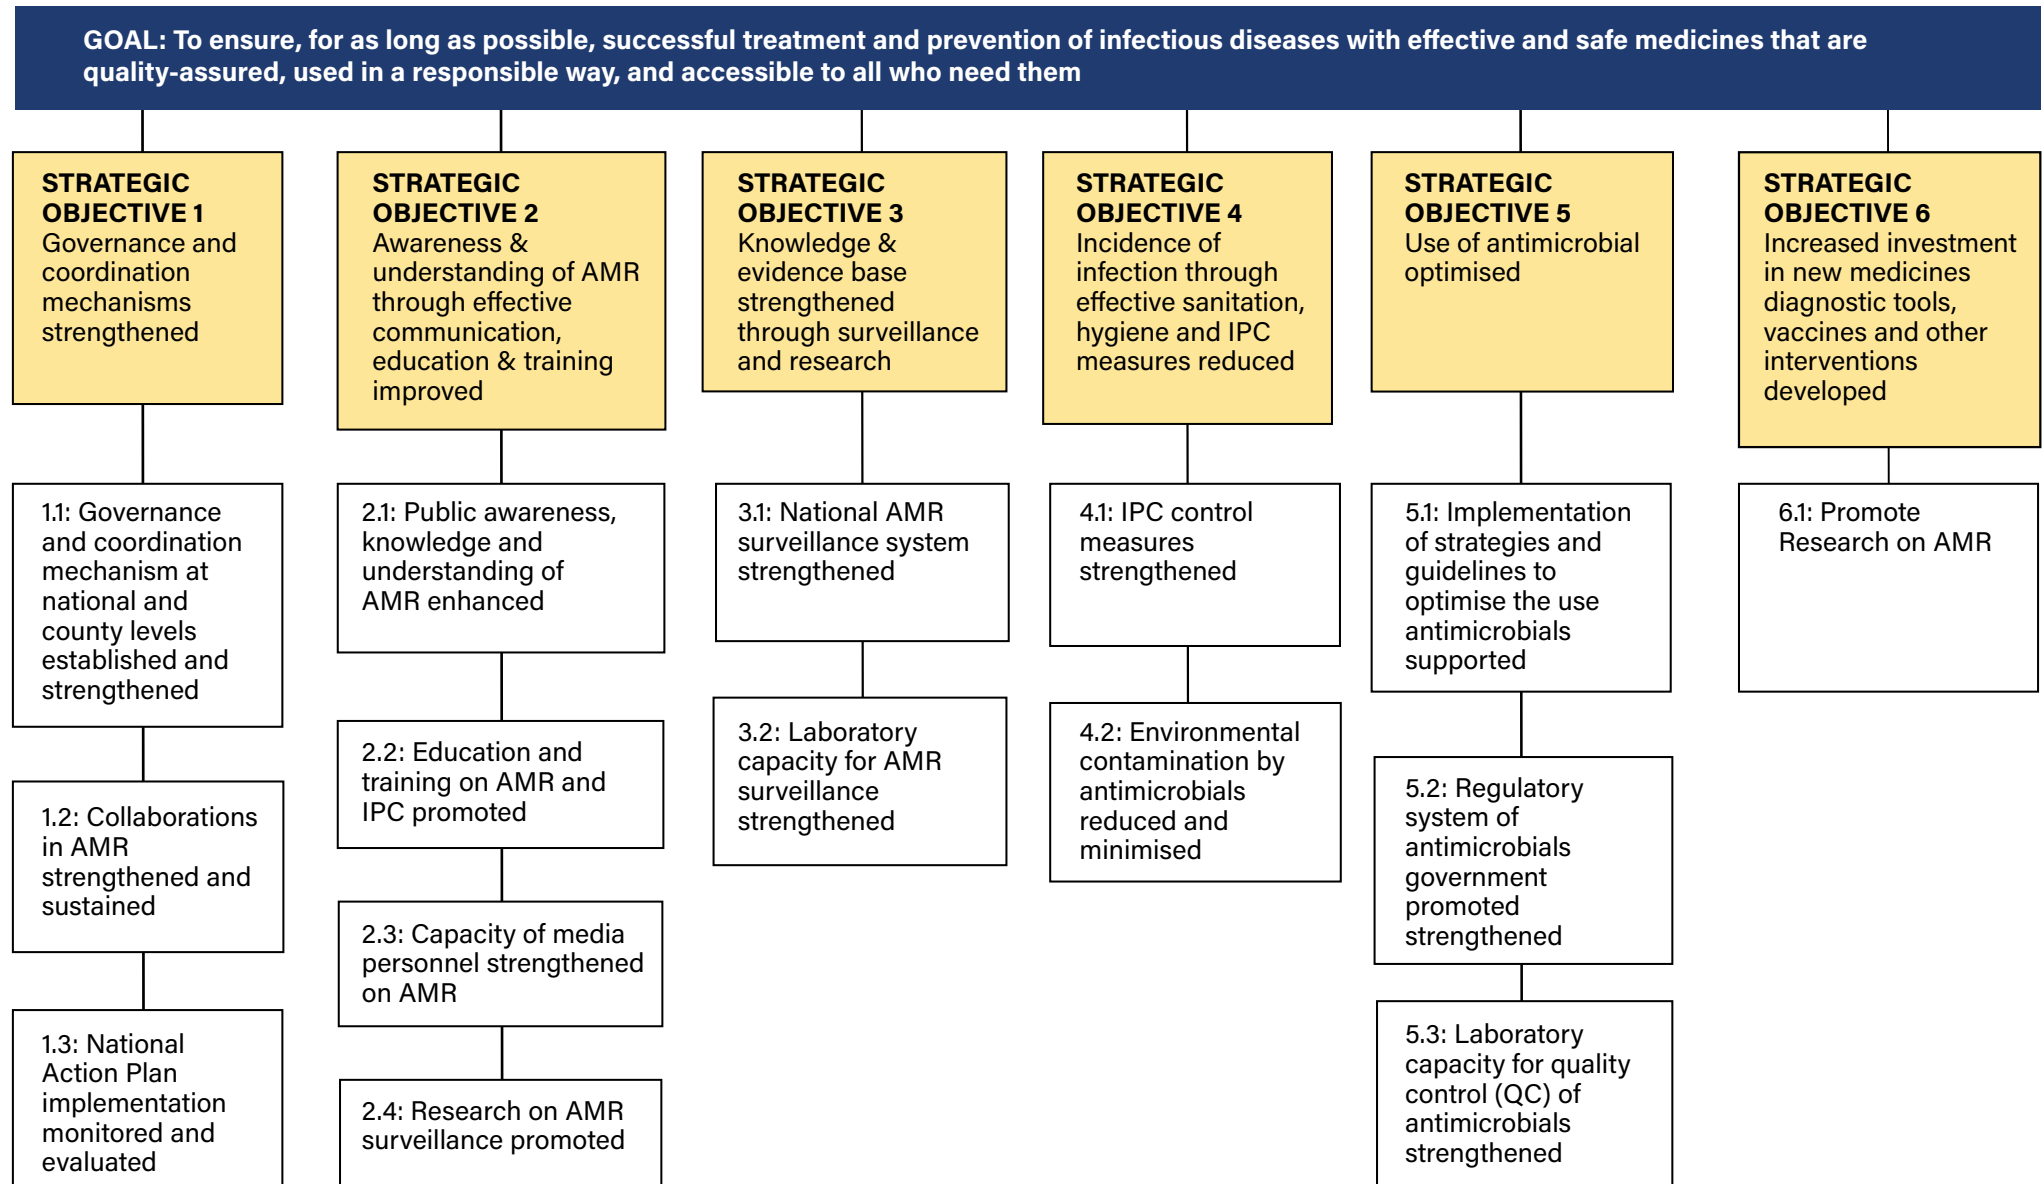 GOAL: To ensure, for as long as possible, successful treatment and prevention of infectious diseases with effective and safe medicines that are
quality-assured, used in a responsible way, and accessible to all who need them
STRATEGIC
OBJECTIVE 1
Governance and
coordination
mechanisms
strengthened
1.1: Governance
and coordination
mechanism at
national and
county levels
established and
strengthened
1.2: Collaborations
in AMR
strengthened and
sustained
1.3: National
Action Plan
implementation
monitored and
evaluated
STRATEGIC
OBJECTIVE 2
Awareness &
understanding of AMR
through effective
communication,
education & training
improved
2.1: Public awareness,
knowledge and
understanding of
AMR enhanced
2.2: Education and
training on AMR and
IPC promoted
2.3: Capacity of media
personnel strengthened
on AMR
2.4: Research on AMR
surveillance promoted
STRATEGIC
OBJECTIVE 3
Knowledge &
evidence base
strengthened
through surveillance
and research
3.1: National AMR
surveillance system
strengthened
3.2: Laboratory
capacity for AMR
surveillance
strengthened
STRATEGIC
OBJECTIVE 4
Incidence of
infection through
effective sanitation,
hygiene and IPC
measures reduced
4.1: IPC control
measures
strengthened
4.2: Environmental
contamination by
antimicrobials
reduced and
minimised
STRATEGIC
OBJECTIVE 5
Use of antimicrobial
optimised
5.1: Implementation
of strategies and
guidelines to
optimise the use
antimicrobials
supported
5.2: Regulatory
system of
antimicrobials
government
promoted
strengthened
5.3: Laboratory
capacity for quality
control (QC) of
antimicrobials
strengthened
STRATEGIC
OBJECTIVE 6
Increased investment
in new medicines
diagnostic tools,
vaccines and other
interventions
developed
6.1: Promote
Research on AMR